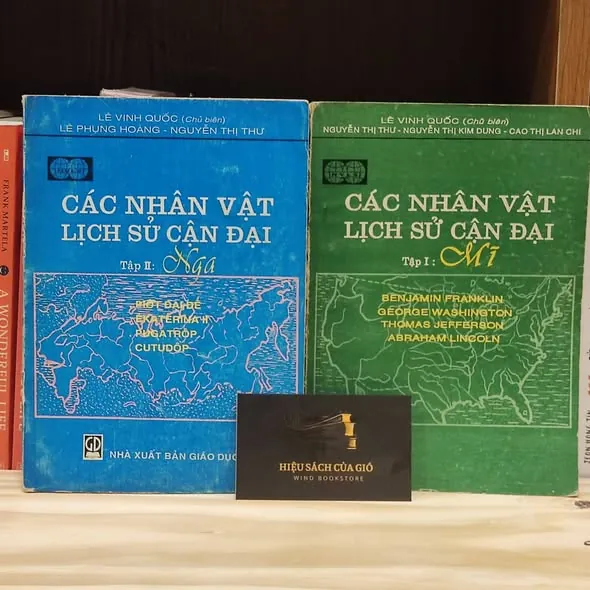 LÊ VINH QUỐC (Chủ biên)
LÊ PHỤNG HOÀNG - NGUYỄN THỊ THƯ
CÁC NHÂN VẬT
LỊCH SỬ CẬN ĐẠI
TẬP II: Nga
PIÔT ĐẠI ĐẾ
EKATÊRINA II
PUGATRỐP
CUTUDỐP
GD
NHÀ XUẤT BẢN GIÁO DỤC
LÊ VINH QUỐC (Chủ biên)
NGUYỄN THỊ THƯ - NGUYỄN THỊ KIM DUNG - CAO THỊ LAN CHI
CÁC NHÂN VẬT
LỊCH SỬ CẬN ĐẠI
Tập I: Mĩ
BENJAMIN FRANKLIN
GEORGE WASHINGTON
THOMAS JEFFERSON
ABRAHAM LINCOLN
HIỆU SÁCH CỦA GIÓ
WIND BOOKSTORE
FRANK MARTELA
A WONDERFUL LIFE